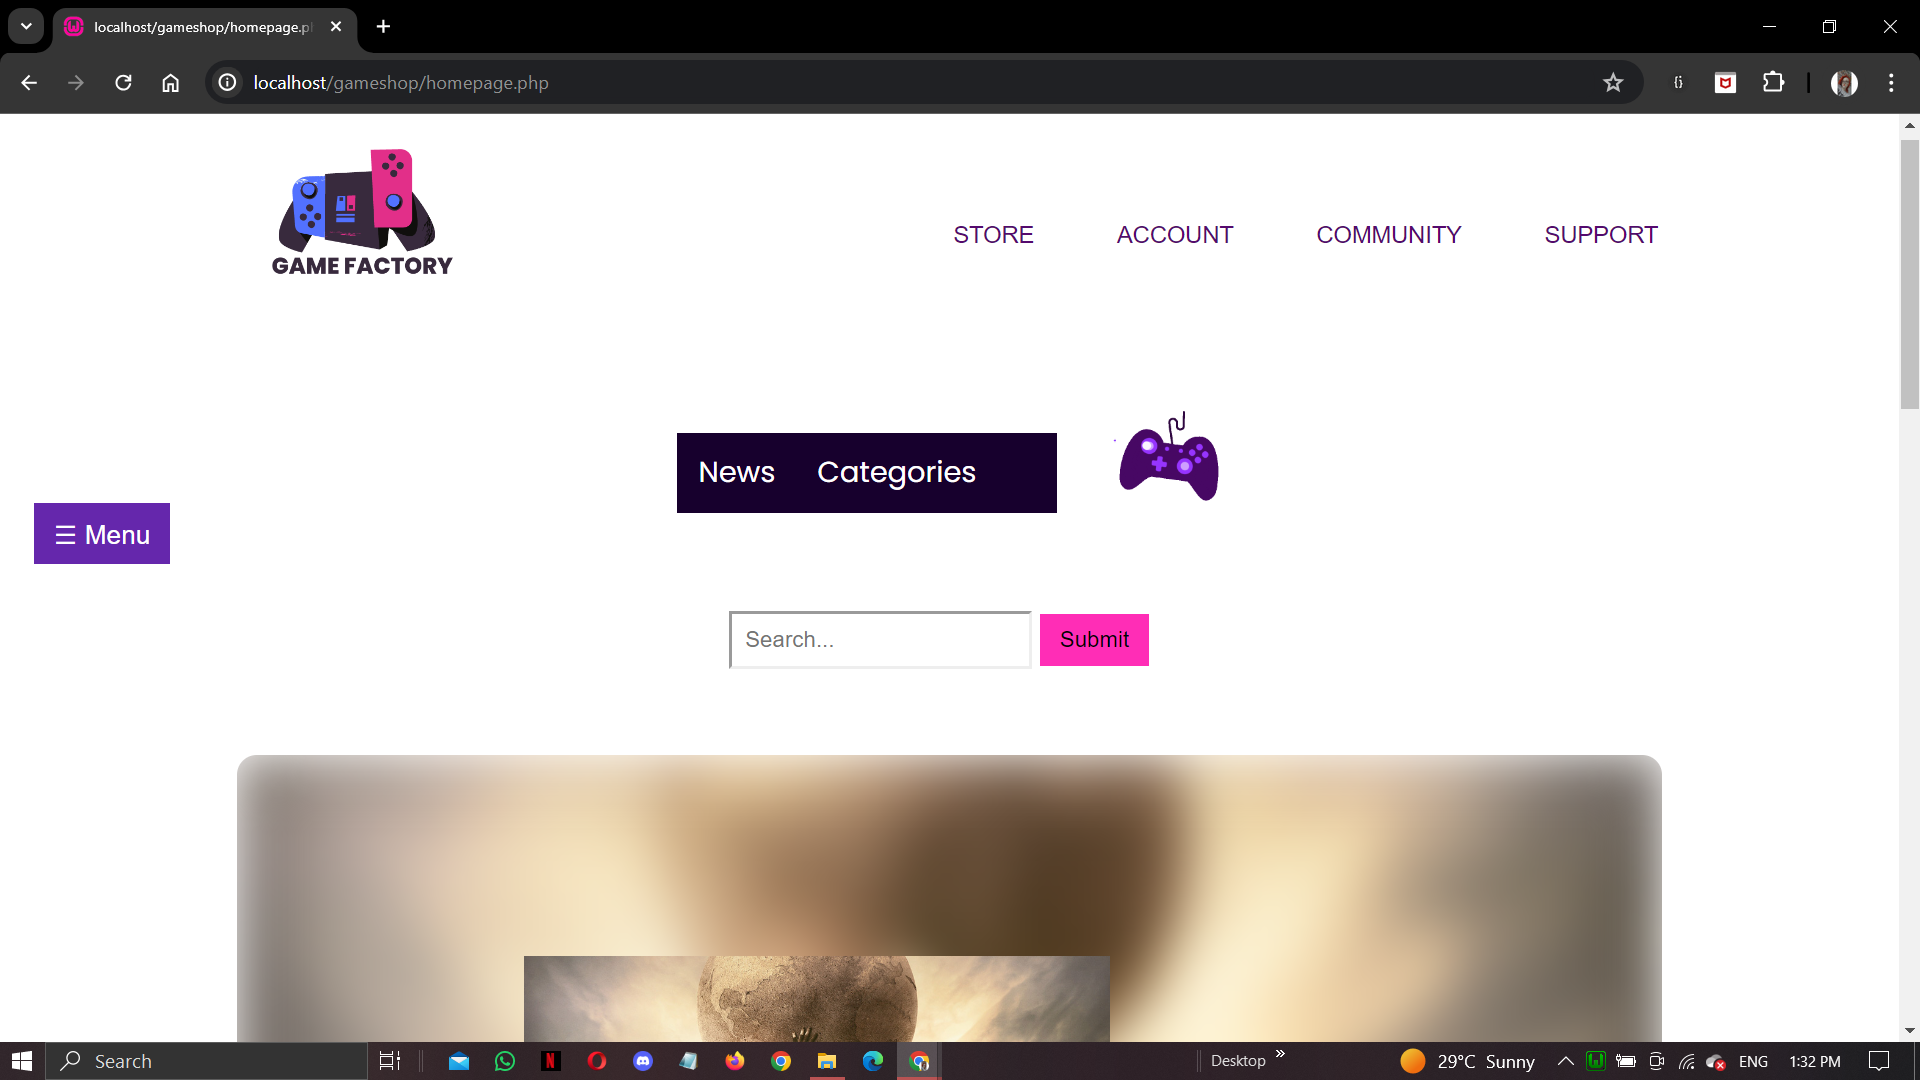 localhost/gameshop/homepage.p
localhost/gameshop/homepage.php
GAME FACTORY
STORE ACCOUNT COMMUNITY SUPPORT
News Categories
☰ Menu
Search... Submit
Search
Desktop
29°C Sunny
ENG
1:32 PM